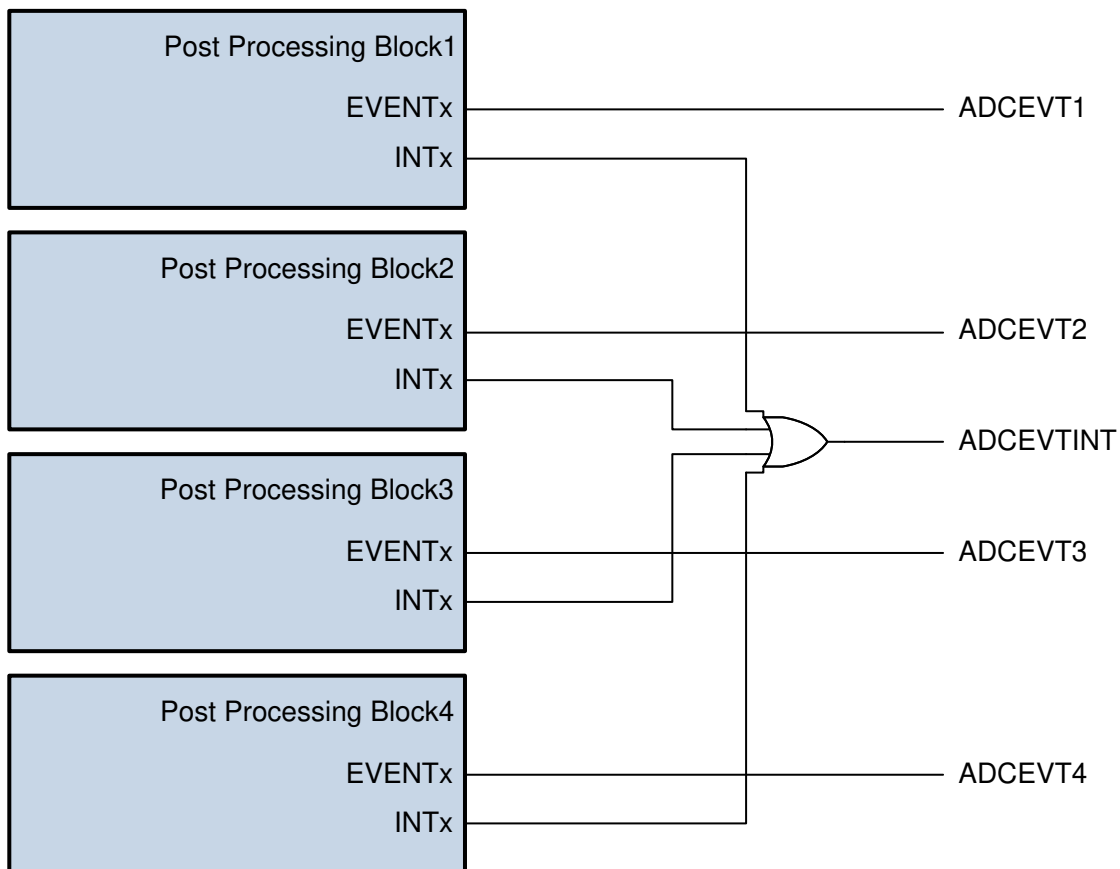 Post Processing Block1
EVENTx
ADCEVT1
INTx
Post Processing Block2
EVENTx
ADCEVT2
INTx
ADCEVTINT
Post Processing Block3
EVENTx
ADCEVT3
INTx
Post Processing Block4
EVENTx
ADCEVT4
INTx